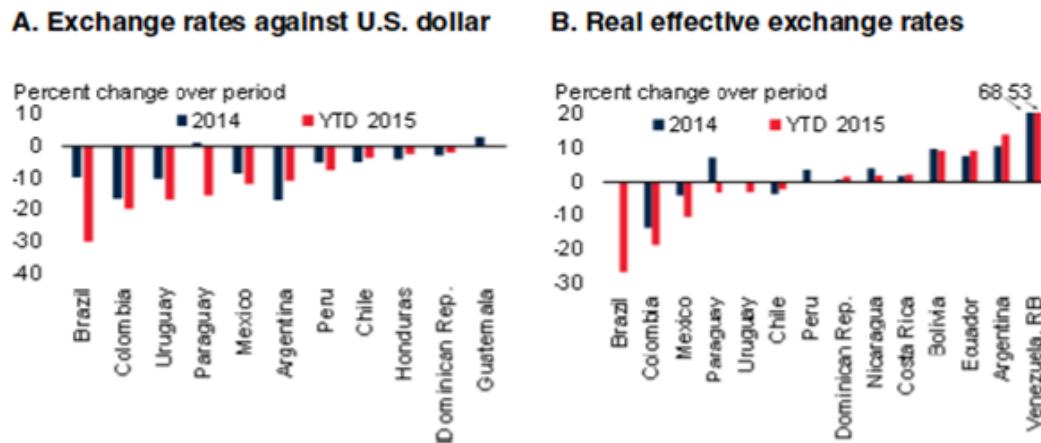 A. Exchange rates against U.S. dollar
Percent change over period
10
0
-10
-20
-30
-40
2014
YTD 2015
Brazil
Colombia
Uruguay
Paraguay
Mexico
Argentina
Peru
Chile
Honduras
Dominican Rep.
Guatemala
B. Real effective exchange rates
Percent change over period
68.53
20
10
0
-10
-20
-30
2014
YTD 2015
Brazil
Colombia
Mexico
Paraguay
Uruguay
Chile
Peru
Dominican Rep.
Nicaragua
Costa Rica
Bolivia
Ecuador
Argentina
Venezuela, RB